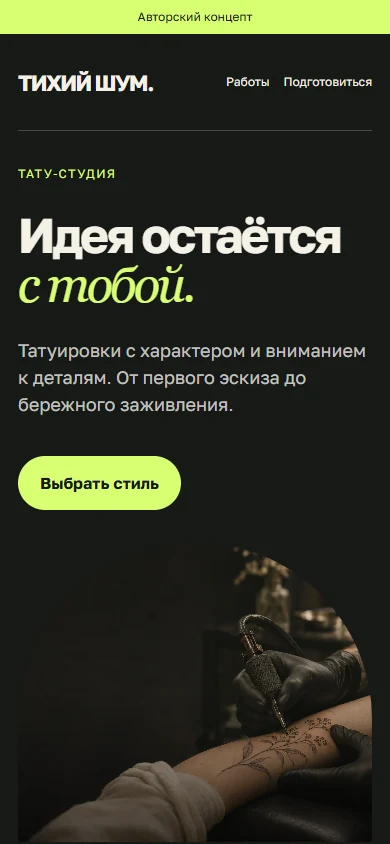 Авторский концепт
ТИХИЙ ШУМ.
Работы Подготовиться
ТАТУ-СТУДИЯ
Идея остаётся
с тобой.
Татуировки с характером и вниманием
к деталям. От первого эскиза до
бережного заживления.
Выбрать стиль